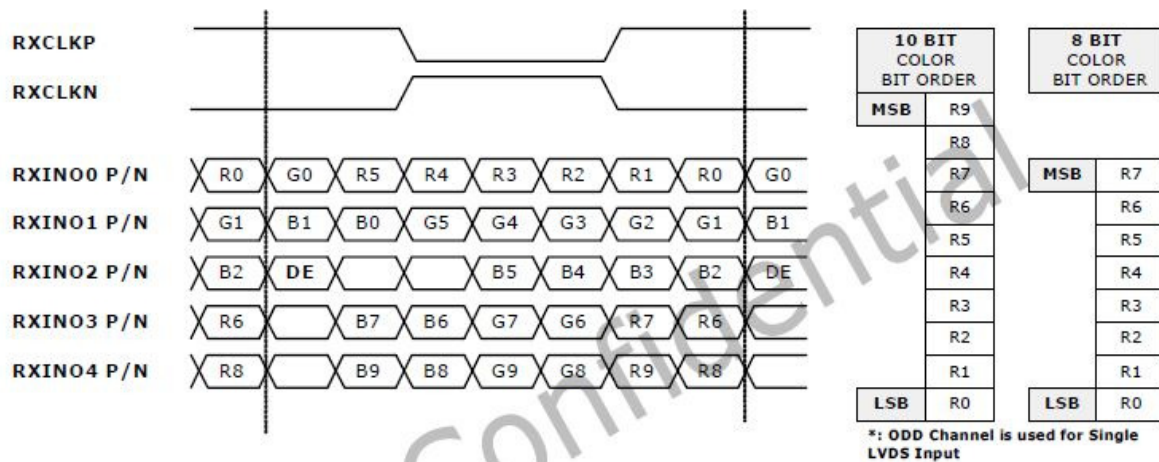 RXCLKP
RXCLKN
RXINO0 P/N R0 G0 R5 R4 R3 R2 R1 R0 G0
RXINO1 P/N G1 B1 B0 G5 G4 G3 G2 G1 B1
RXINO2 P/N B2 DE B5 B4 B3 B2 DE
RXINO3 P/N R6 B7 B6 G7 G6 R7 R6
RXINO4 P/N R8 B9 B8 G9 G8 R9 R8
10 BIT
COLOR
BIT ORDER
MSB R9
R8
R7
R6
R5
R4
R3
R2
R1
LSB R0
8 BIT
COLOR
BIT ORDER
MSB R7
R6
R5
R4
R3
R2
R1
LSB R0
*: ODD Channel is used for Single
LVDS Input
Confidential